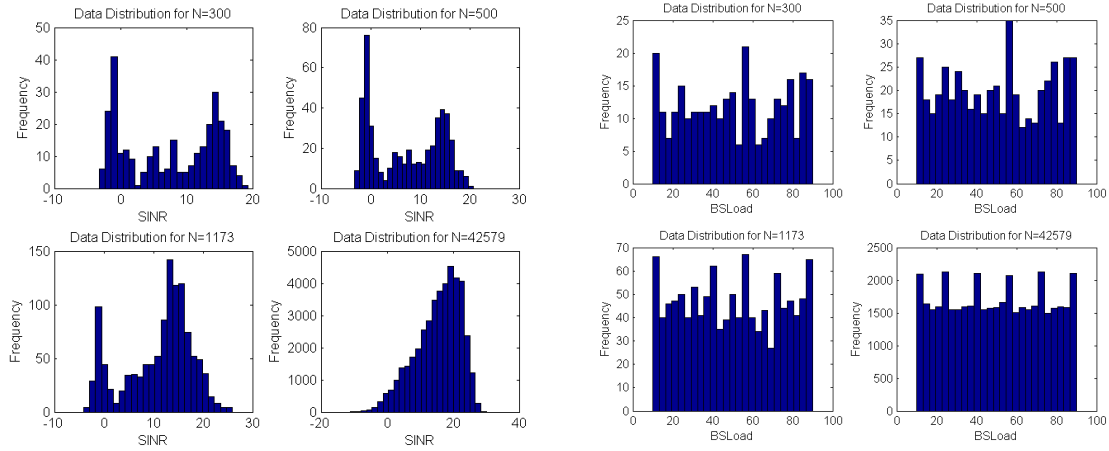 Data Distribution for N=300
50
40
30
20
10
0
-10 0 10 20
Frequency
SINR
Data Distribution for N=500
80
60
40
20
0
-10 0 10 20 30
Frequency
SINR
Data Distribution for N=300
25
20
15
10
5
0
0 20 40 60 80 100
Frequency
BSLoad
Data Distribution for N=500
35
30
25
20
15
10
5
0
0 20 40 60 80 100
Frequency
BSLoad
Data Distribution for N=1173
150
100
50
0
-10 0 10 20 30
Frequency
SINR
Data Distribution for N=42579
5000
4000
3000
2000
1000
0
-20 0 20 40
Frequency
SINR
Data Distribution for N=1173
70
60
50
40
30
20
10
0
0 20 40 60 80 100
Frequency
BSLoad
Data Distribution for N=42579
2500
2000
1500
1000
500
0
0 20 40 60 80 100
Frequency
BSLoad